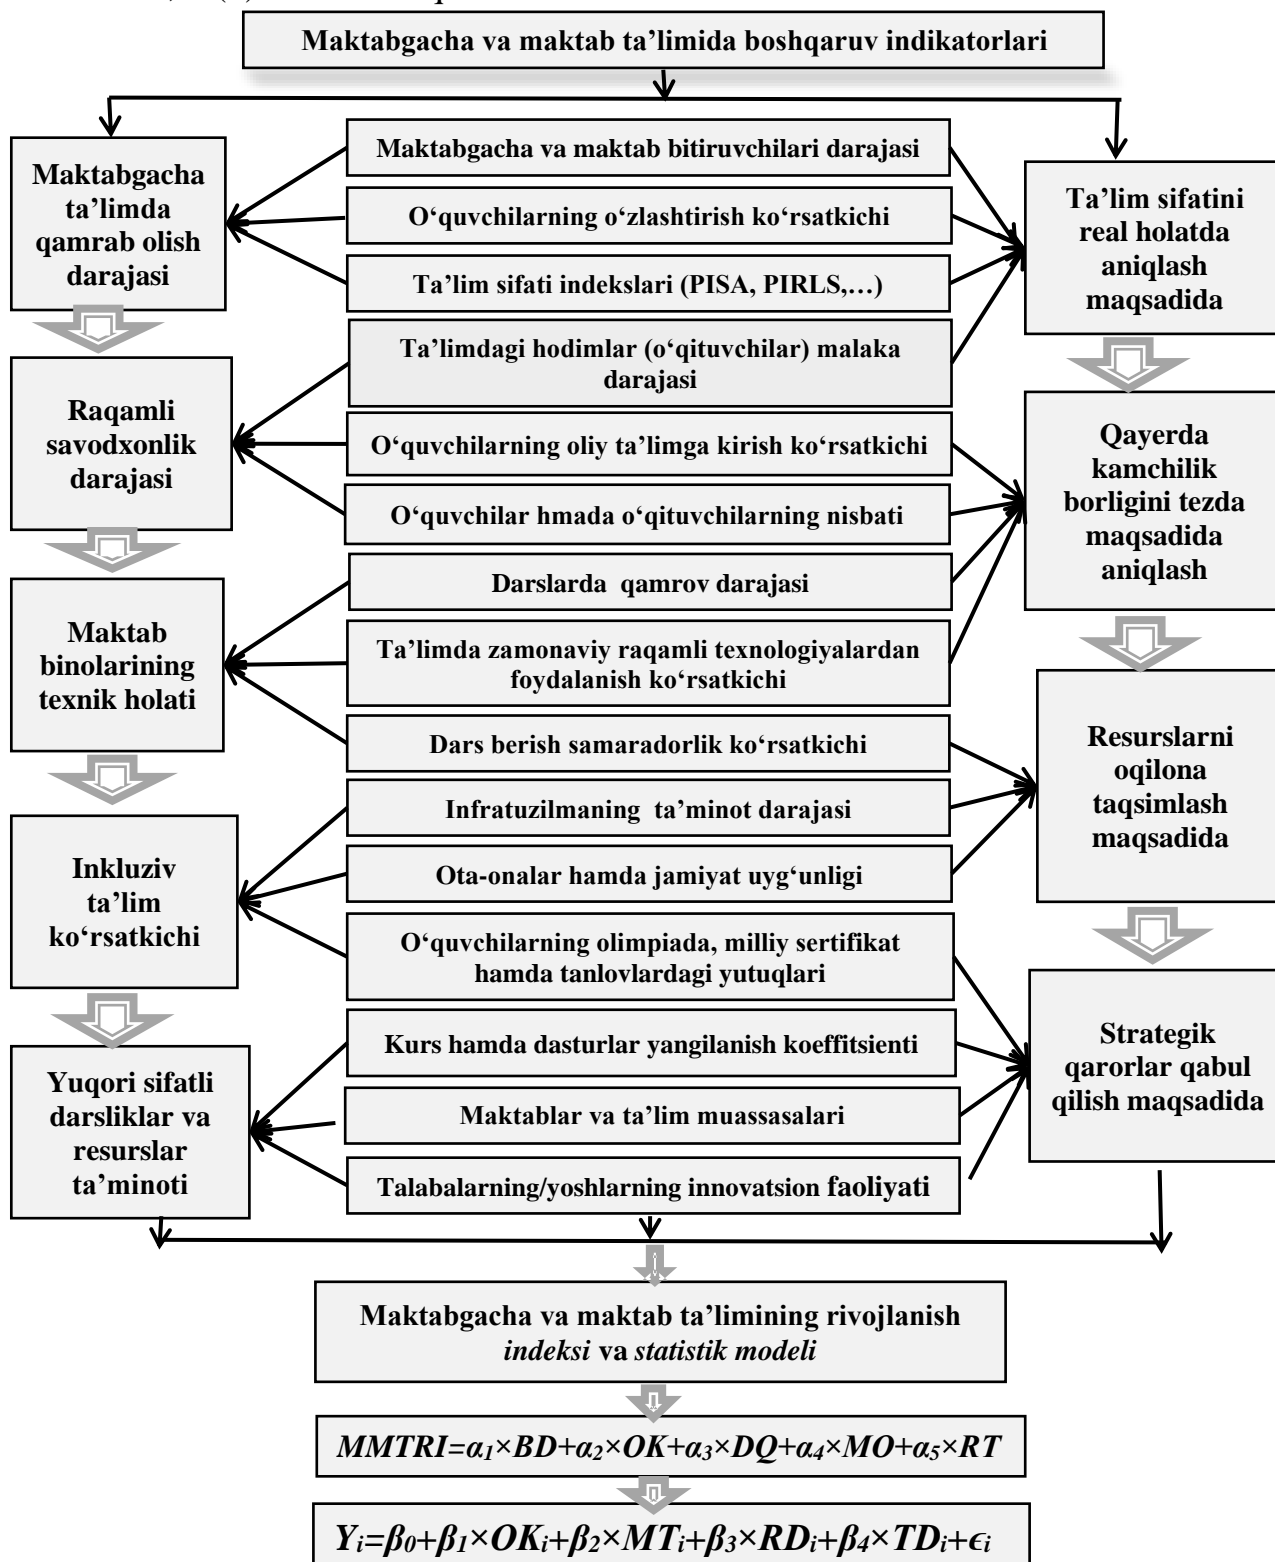 Maktabgacha va maktab ta’limida boshqaruv indikatorlari
Maktabgacha
ta’limda
qamrab olish
darajasi
Raqamli
savodxonlik
darajasi
Maktab
binolarining
texnik holati
Inkluziv
ta’lim
ko‘rsatkichi
Yuqori sifatli
darsliklar va
resurslar
ta’minoti
Maktabgacha va maktab bitiruvchilari darajasi
O‘quvchilarning o‘zlashtirish ko‘rsatkichi
Ta’lim sifati indekslari (PISA, PIRLS,…)
Ta’limdagi hodimlar (o‘qituvchilar) malaka
darajasi
O‘quvchilarning oliy ta’limga kirish ko‘rsatkichi
O‘quvchilar hmada o‘qituvchilarning nisbati
Darslarda qamrov darajasi
Ta’limda zamonaviy raqamli texnologiyalardan
foydalanish ko‘rsatkichi
Dars berish samaradorlik ko‘rsatkichi
Infratuzilmaning ta’minot darajasi
Ota-onalar hamda jamiyat uyg‘unligi
O‘quvchilarning olimpiada, milliy sertifikat
hamda tanlovlardagi yutuqlari
Kurs hamda dasturlar yangilanish koeffitsienti
Maktablar va ta’lim muassasalari
Talabalarning/yoshlarning innovatsion faoliyati
Ta’lim sifatini
real holatda
aniqlash
maqsadida
Qayerda
kamchilik
borligini tezda
maqsadida
aniqlash
Resurslarni
oqilona
taqsimlash
maqsadida
Strategik
qarorlar qabul
qilish maqsadida
Maktabgacha va maktab ta’limining rivojlanish
indeksi va statistik modeli
MMTRI=α₁×BD+α₂×OK+α₃×DQ+α₄×MO+α₅×RT
Yᵢ=β₀+β₁×OKᵢ+β₂×MTᵢ+β₃×RDᵢ+β₄×TDᵢ+ϵᵢ